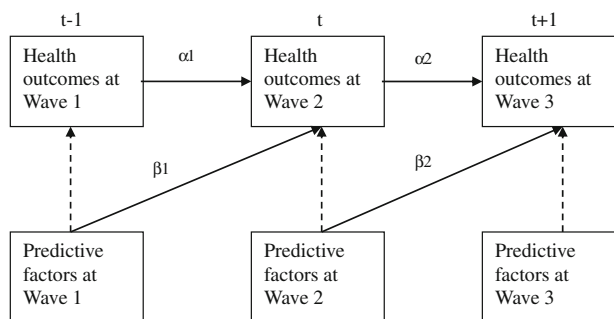 t-1
t
t+1
Health
outcomes at
Wave 1
α1
Health
outcomes at
Wave 2
α2
Health
outcomes at
Wave 3
β1
β2
Predictive
factors at
Wave 1
Predictive
factors at
Wave 2
Predictive
factors at
Wave 3